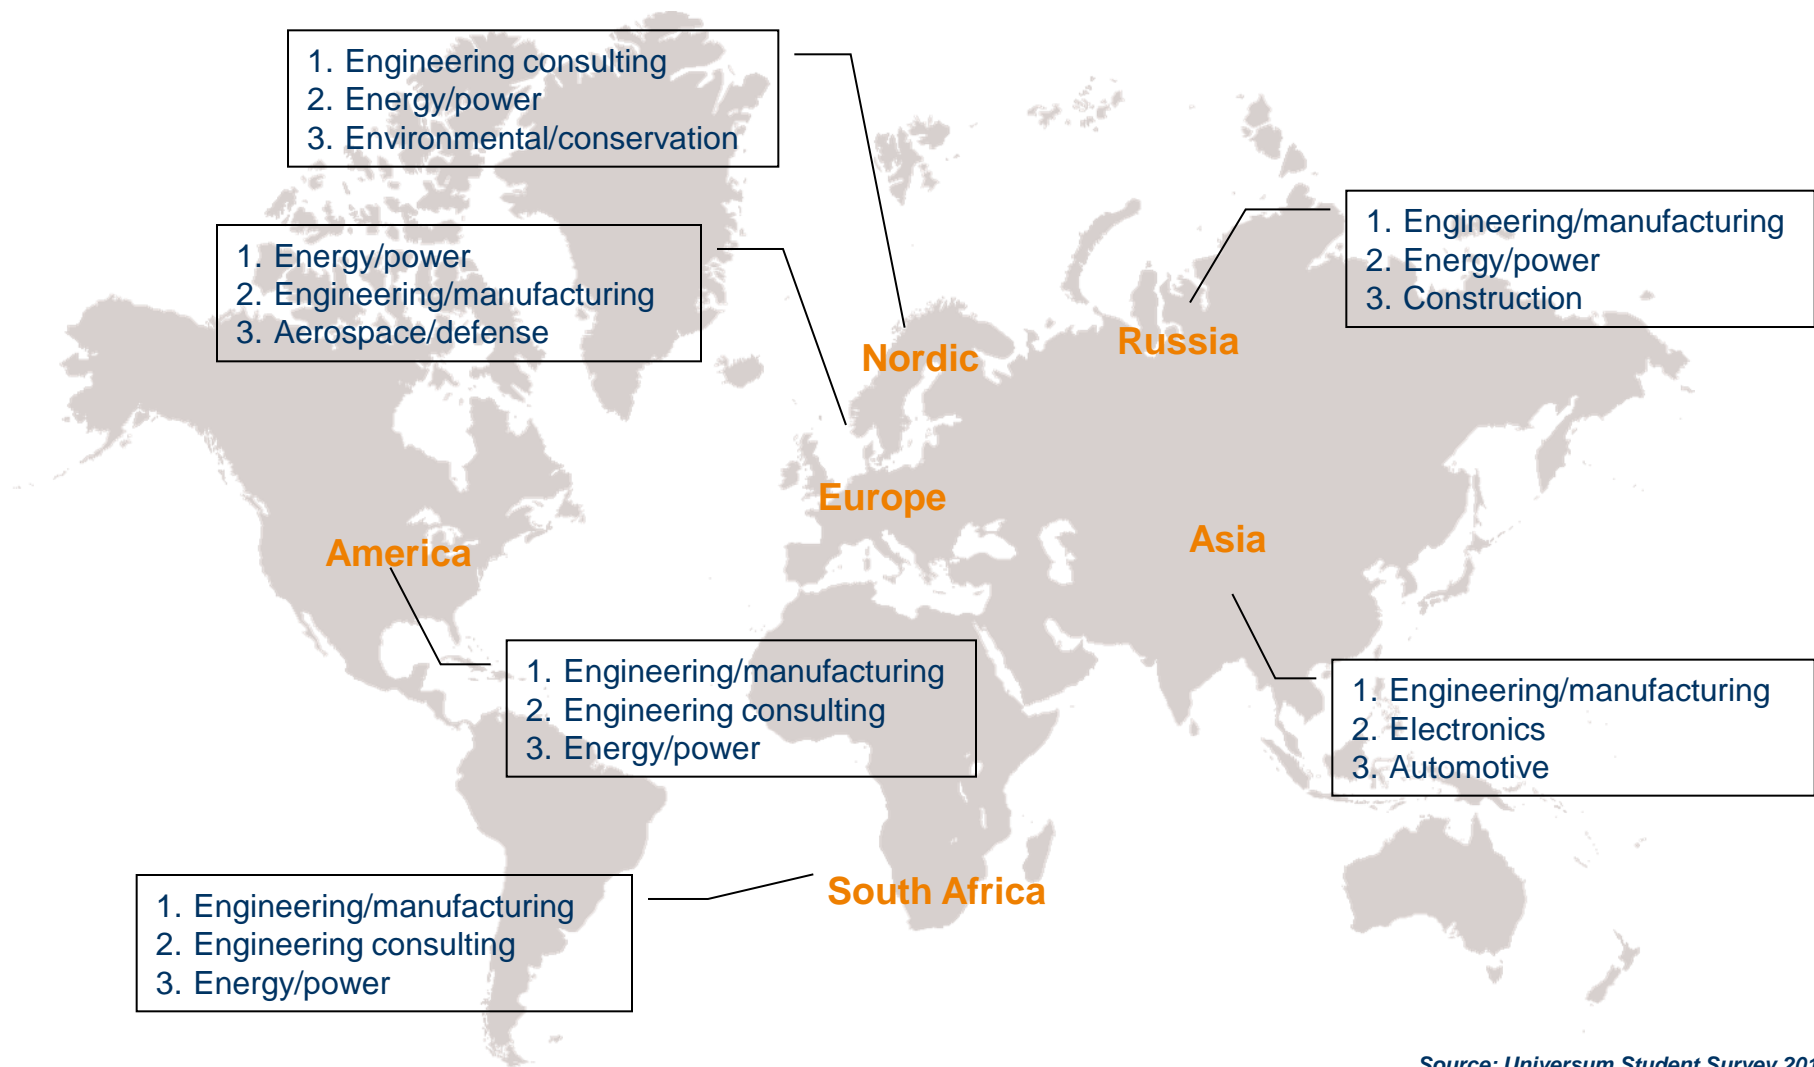 1. Engineering consulting
2. Energy/power
3. Environmental/conservation
1. Energy/power
2. Engineering/manufacturing
3. Aerospace/defense
1. Engineering/manufacturing
2. Energy/power
3. Construction
Nordic
Russia
Europe
America
Asia
1. Engineering/manufacturing
2. Engineering consulting
3. Energy/power
1. Engineering/manufacturing
2. Electronics
3. Automotive
South Africa
1. Engineering/manufacturing
2. Engineering consulting
3. Energy/power
Source: Universum Student Survey